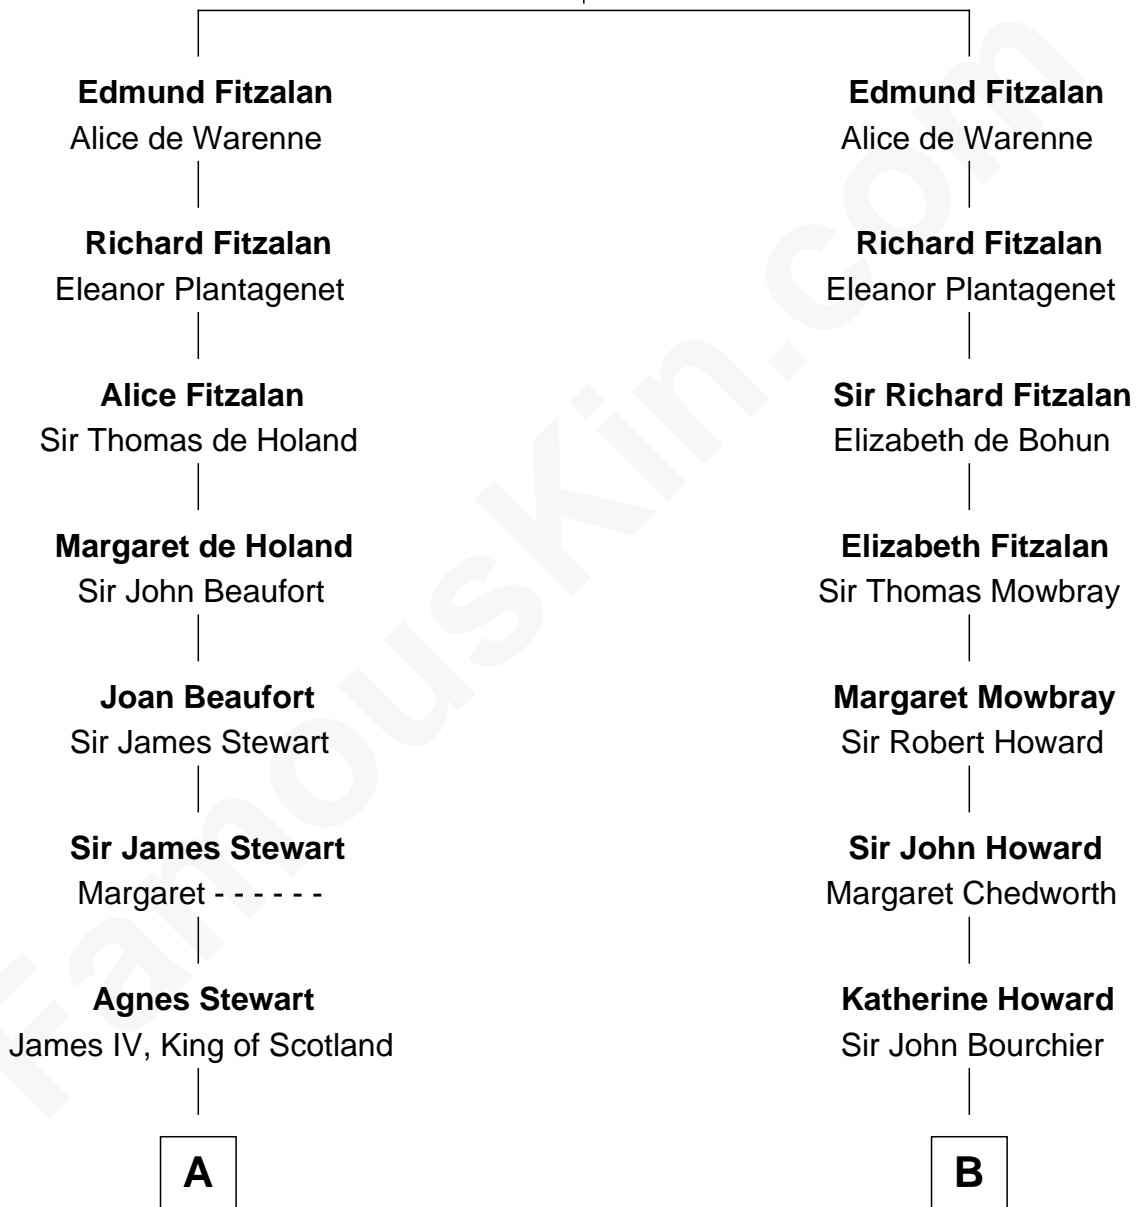 Edmund Fitzalan
Alice de Warenne
Richard Fitzalan
Eleanor Plantagenet
Alice Fitzalan
Sir Thomas de Holand
Margaret de Holand
Sir John Beaufort
Joan Beaufort
Sir James Stewart
Sir James Stewart
Margaret - - - - - -
Agnes Stewart
James IV, King of Scotland
A
Edmund Fitzalan
Alice de Warenne
Richard Fitzalan
Eleanor Plantagenet
Sir Richard Fitzalan
Elizabeth de Bohun
Elizabeth Fitzalan
Sir Thomas Mowbray
Margaret Mowbray
Sir Robert Howard
Sir John Howard
Margaret Chedworth
Katherine Howard
Sir John Bourchier
B
FamousKin.com